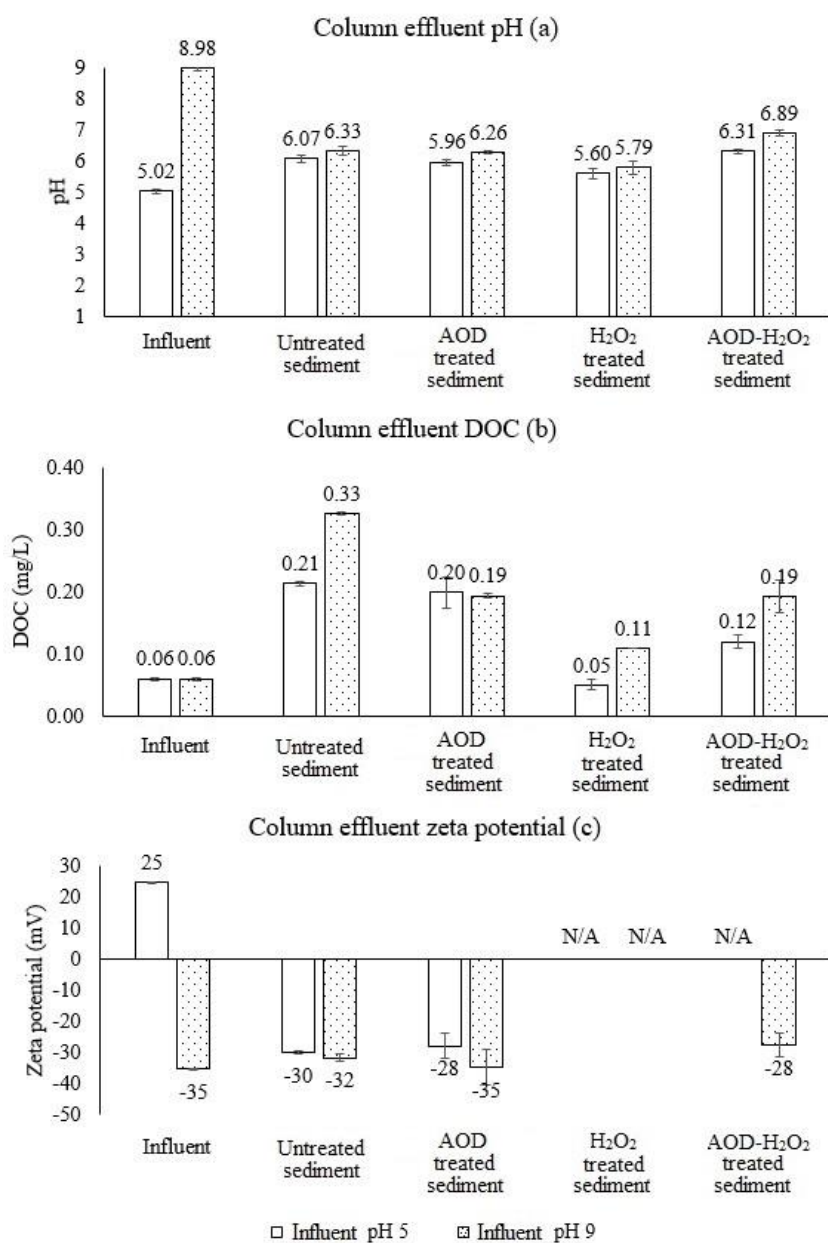 Column effluent pH (a)
pH
9
8
7
6
5
4
3
2
1
5.02
8.98
6.07
6.33
5.96
6.26
5.60
5.79
6.31
6.89
Influent
Untreated
sediment
AOD
treated
sediment
H₂O₂
treated
sediment
AOD-H₂O₂
treated
sediment
Column effluent DOC (b)
DOC (mg/L)
0.40
0.30
0.20
0.10
0.00
0.06
0.06
0.21
0.33
0.20
0.19
0.05
0.11
0.12
0.19
Influent
Untreated
sediment
AOD
treated
sediment
H₂O₂
treated
sediment
AOD-H₂O₂
treated
sediment
Column effluent zeta potential (c)
Zeta potential (mV)
30
20
10
0
-10
-20
-30
-40
-50
25
-35
-30
-32
-28
-35
N/A
N/A
N/A
-28
Influent
Untreated
sediment
AOD
treated
sediment
H₂O₂
treated
sediment
AOD-H₂O₂
treated
sediment
Influent pH 5
Influent pH 9